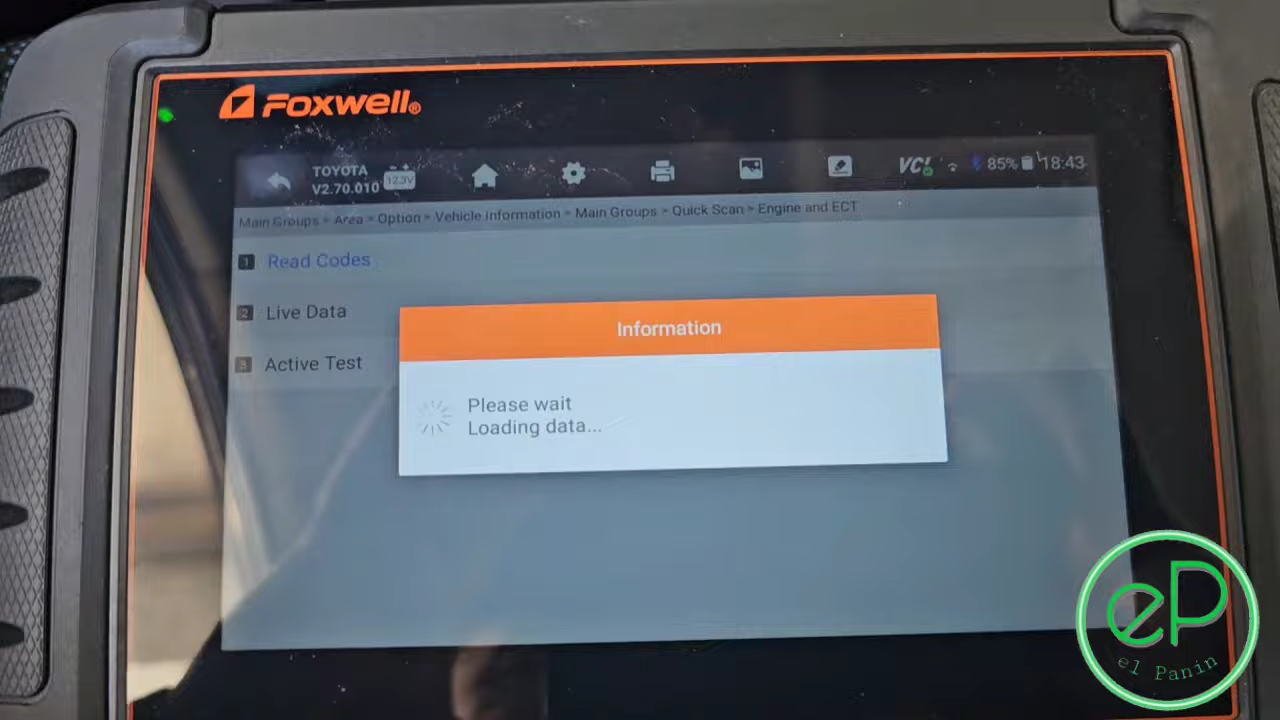 FOXWELL®
TOYOTA
V2.70.010
12.3V
VCI
85%
18:43
Main Groups > Area > Option > Vehicle Information > Main Groups > Quick Scan > Engine and ECT
1 Read Codes
2 Live Data
3 Active Test
Information
Please wait
Loading data...
eP
el Panin